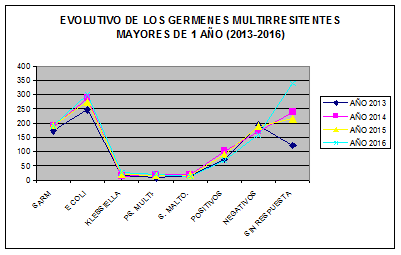 EVOLUTIVO DE LOS GERMENES MULTIRRESITENTES
MAYORES DE 1 AÑO (2013-2016)
400
350
300
250
200
150
100
50
0
SARM
E.COLI
KLEBSIELLA
PS. MULTI.
S. MALTO.
POSITIVOS
NEGATIVOS
SIN RESPUESTA
AÑO 2013
AÑO 2014
AÑO 2015
AÑO 2016